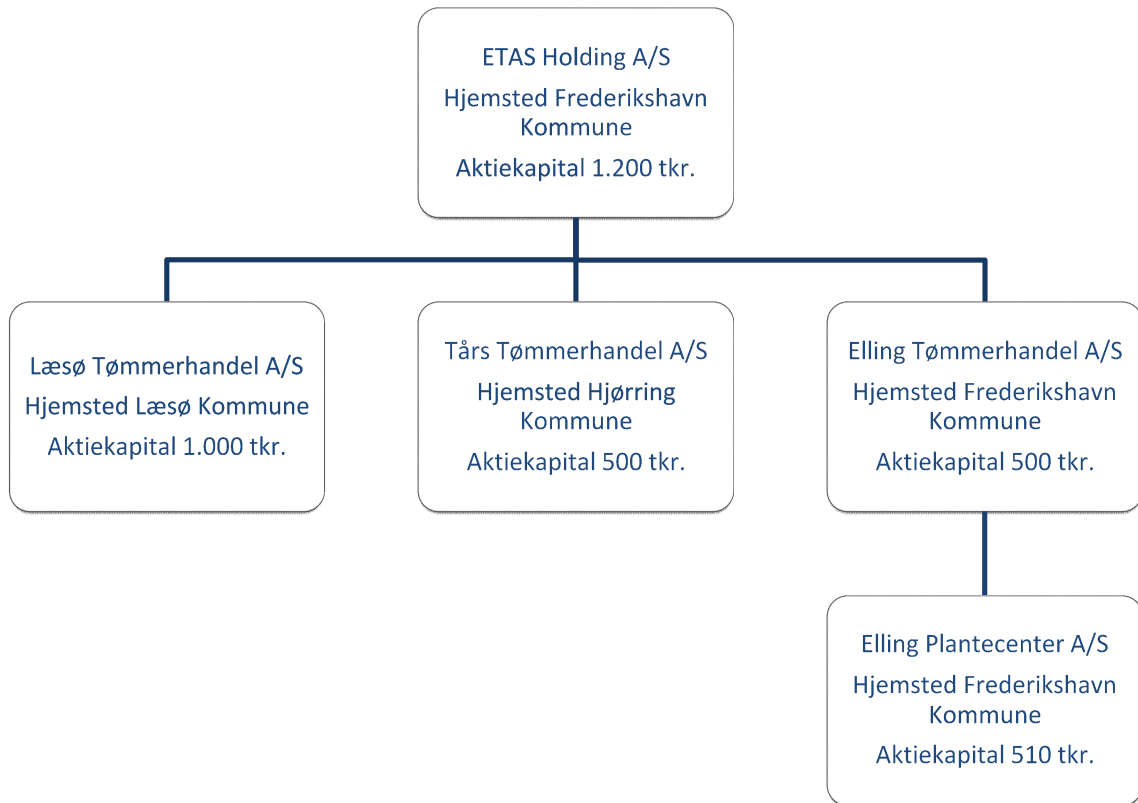 ETAS Holding A/S
Hjemsted Frederikshavn
Kommune
Aktiekapital 1.200 tkr.
Læsø Tømmerhandel A/S
Hjemsted Læsø Kommune
Aktiekapital 1.000 tkr.
Tårs Tømmerhandel A/S
Hjemsted Hjørring
Kommune
Aktiekapital 500 tkr.
Elling Tømmerhandel A/S
Hjemsted Frederikshavn
Kommune
Aktiekapital 500 tkr.
Elling Plantecenter A/S
Hjemsted Frederikshavn
Kommune
Aktiekapital 510 tkr.